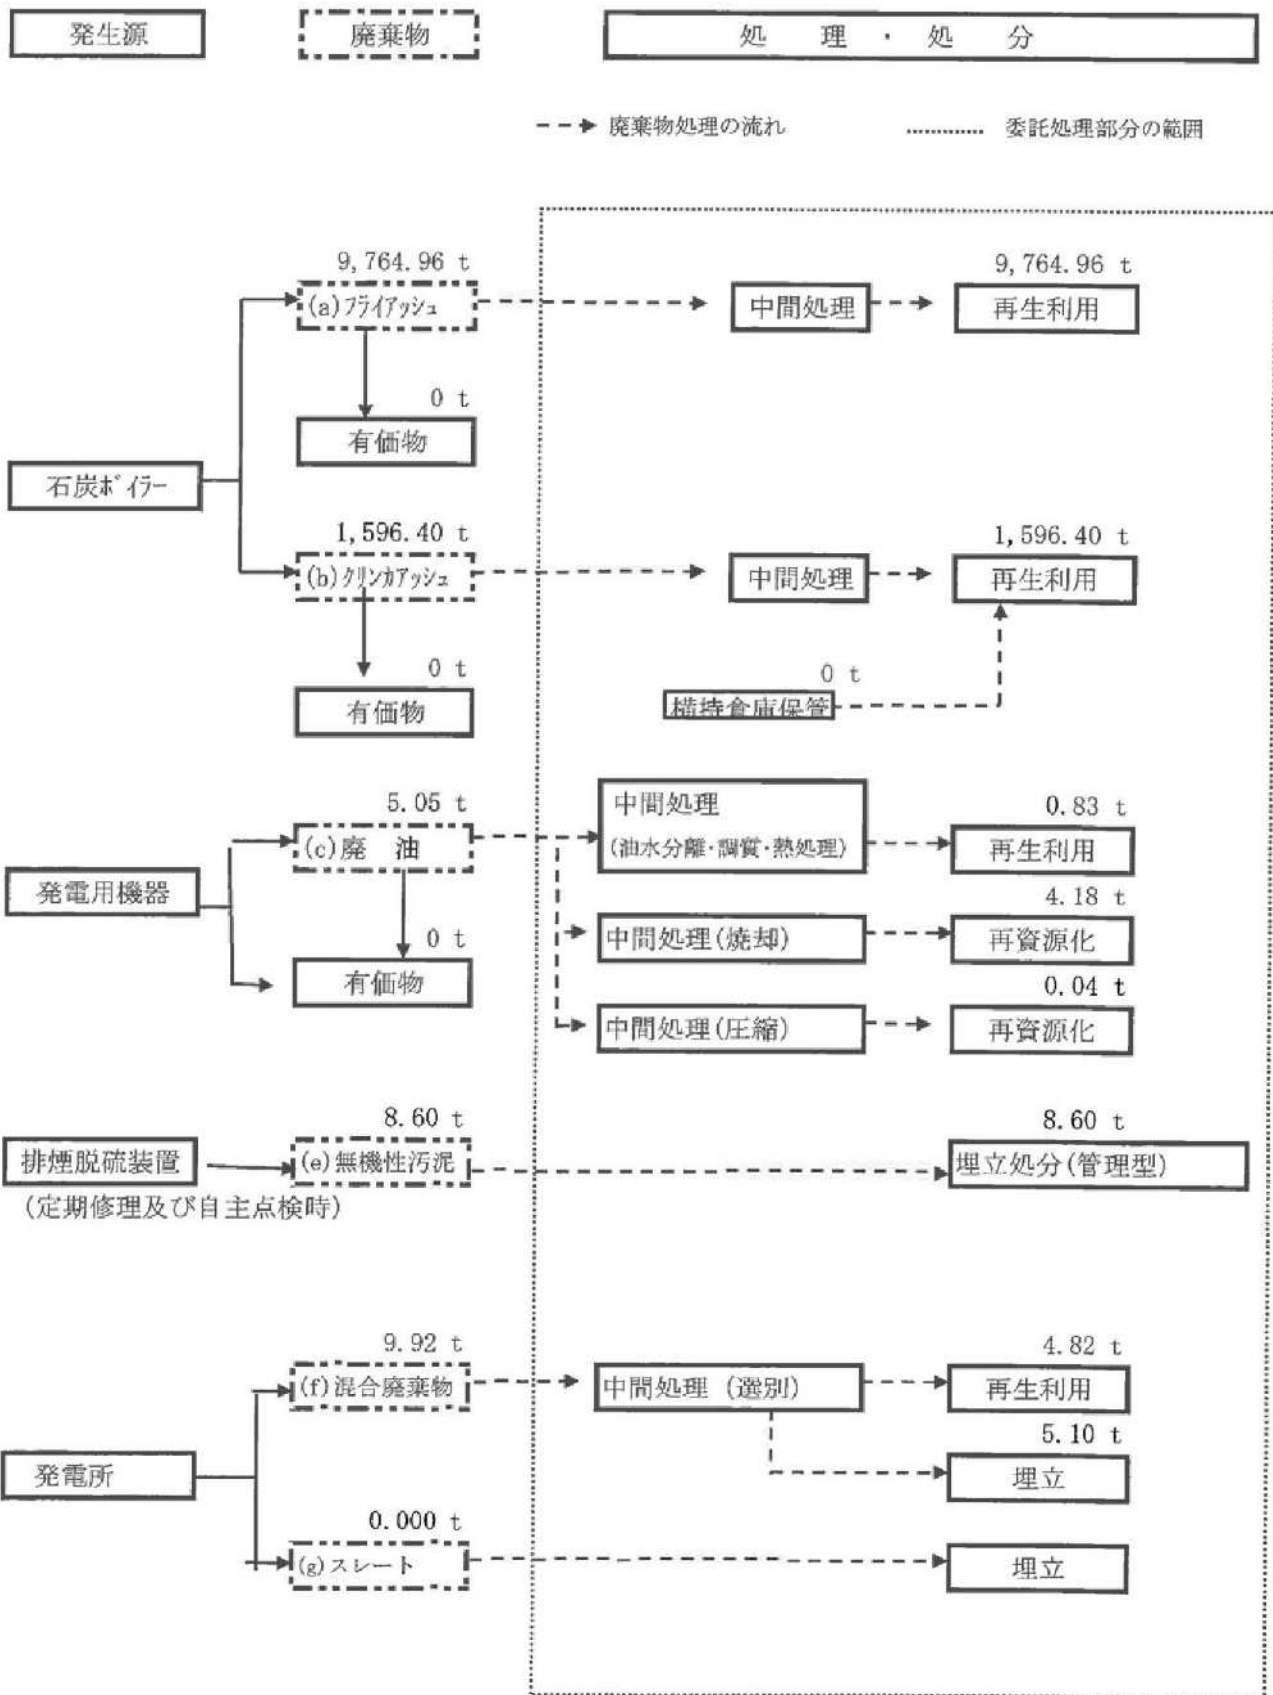 発生源
廃棄物
処理・処分
廃棄物処理の流れ
委託処理部分の範囲
9,764.96 t
9,764.96 t
(a)フライアッシュ
中間処理
再生利用
0 t
有価物
石炭ボイラー
1,596.40 t
1,596.40 t
(b)クリンカアッシュ
中間処理
再生利用
0 t
0 t
有価物
横持倉庫保管
5.05 t
中間処理
0.83 t
(c)廃 油
(油水分離・調質・熱処理)
再生利用
発電用機器
4.18 t
0 t
中間処理(焼却)
再資源化
有価物
0.04 t
中間処理(圧縮)
再資源化
8.60 t
8.60 t
排煙脱硫装置
(e)無機性汚泥
埋立処分(管理型)
(定期修理及び自主点検時)
9.92 t
4.82 t
(f)混合廃棄物
中間処理 (選別)
再生利用
5.10 t
発電所
埋立
0.000 t
(g)スレート
埋立